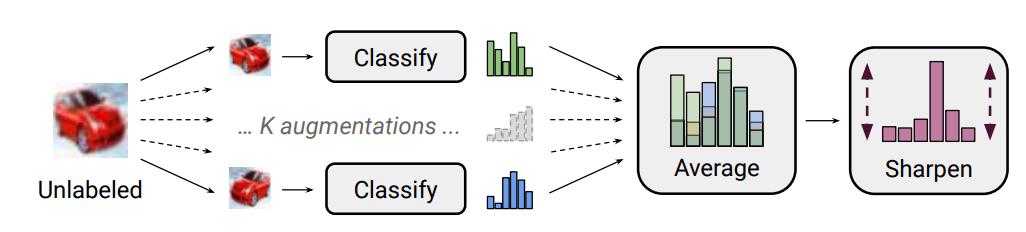 Classify
... K augmentations ...
Unlabeled
Classify
Average
Sharpen